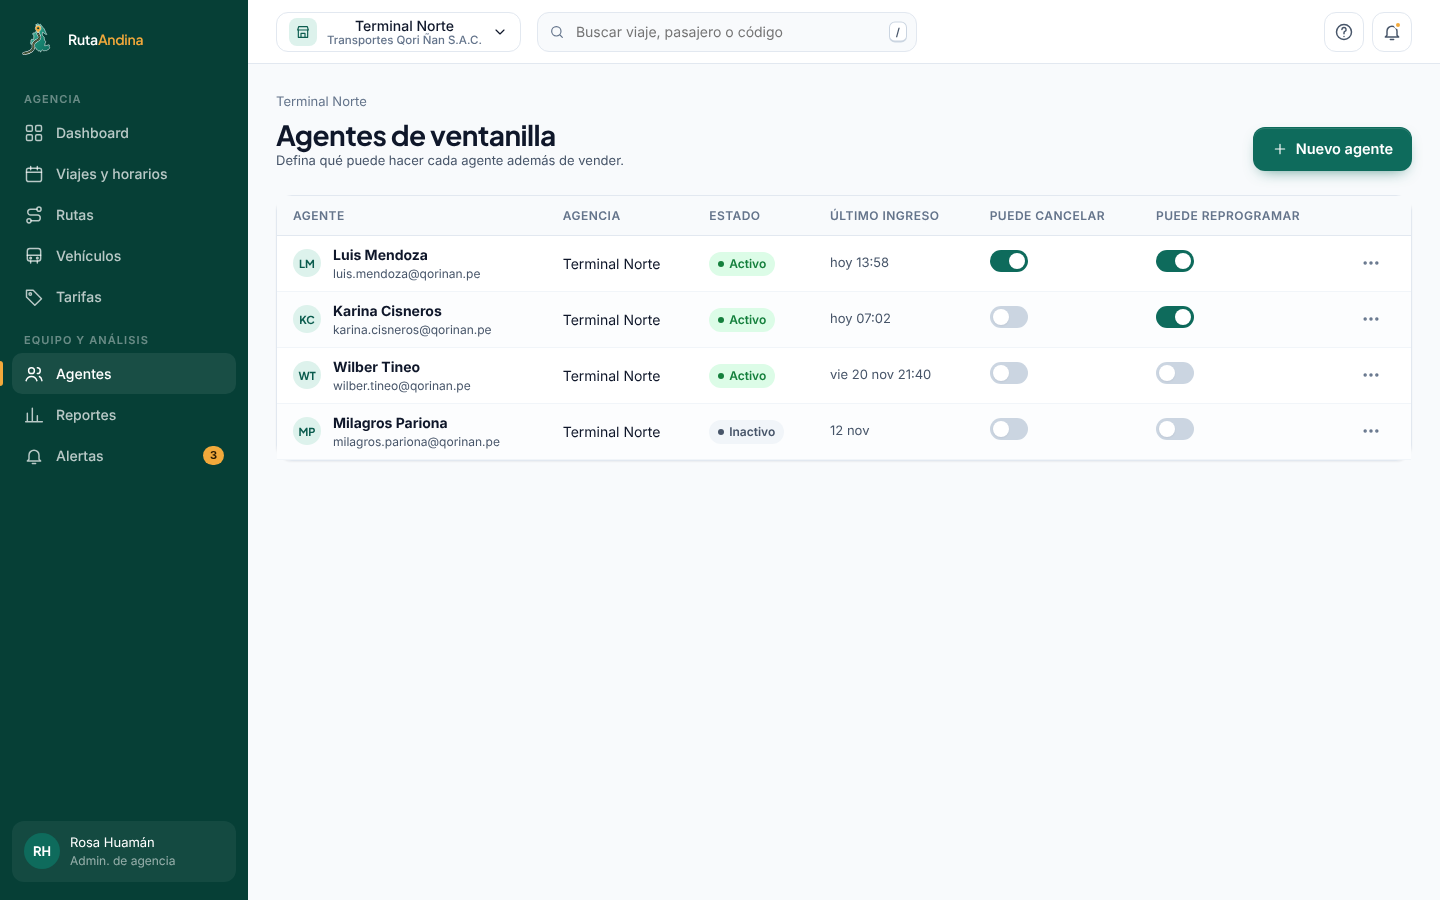 RutaAndina
AGENCIA
Dashboard
Viajes y horarios
Rutas
Vehículos
Tarifas
EQUIPO Y ANÁLISIS
Agentes
Reportes
Alertas 3
RH Rosa Huamán
Admin. de agencia
Terminal Norte
Transportes Qori Ñan S.A.C.
Buscar viaje, pasajero o código /
Terminal Norte
Agentes de ventanilla
Defina qué puede hacer cada agente además de vender.
+ Nuevo agente
AGENTE AGENCIA ESTADO ÚLTIMO INGRESO PUEDE CANCELAR PUEDE REPROGRAMAR
LM Luis Mendoza Terminal Norte Activo hoy 13:58
luis.mendoza@qorinan.pe
KC Karina Cisneros Terminal Norte Activo hoy 07:02
karina.cisneros@qorinan.pe
WT Wilber Tineo Terminal Norte Activo vie 20 nov 21:40
wilber.tineo@qorinan.pe
MP Milagros Pariona Terminal Norte Inactivo 12 nov
milagros.pariona@qorinan.pe